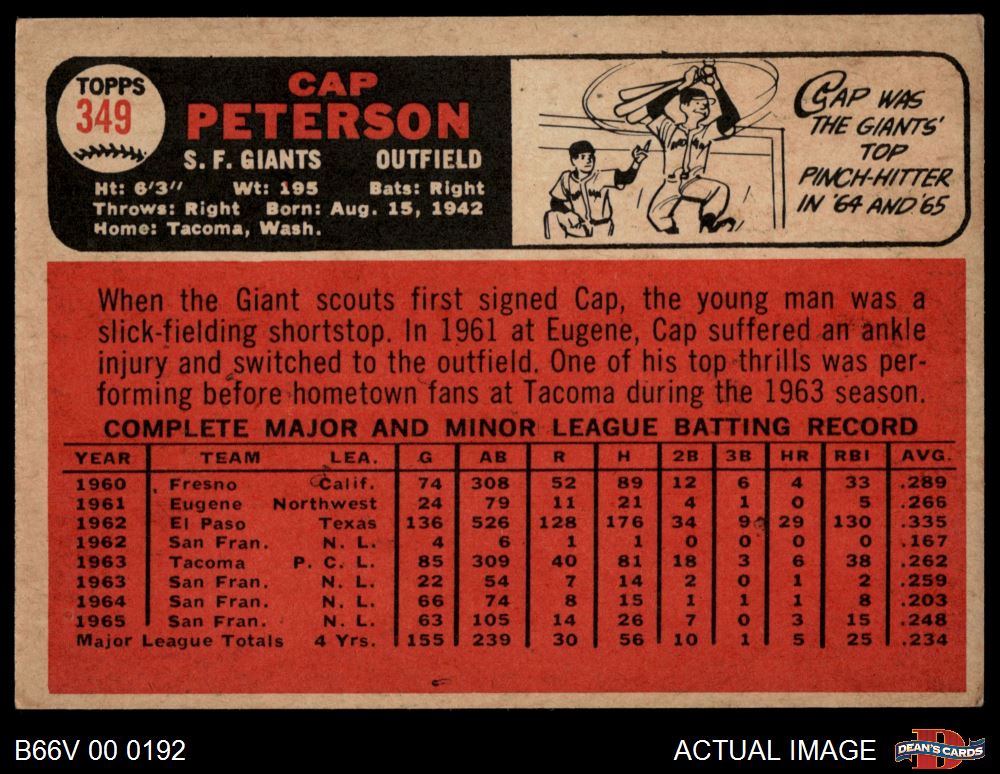 TOPPS
349
CAP
PETERSON
S. F. GIANTS OUTFIELD
Ht: 6'3" Wt: 195 Bats: Right
Throws: Right Born: Aug. 15, 1942
Home: Tacoma, Wash.
CAP WAS
THE GIANTS'
TOP
PINCH-HITTER
IN '64 AND '65
When the Giant scouts first signed Cap, the young man was a
slick-fielding shortstop. In 1961 at Eugene, Cap suffered an ankle
injury and switched to the outfield. One of his top thrills was per-
forming before hometown fans at Tacoma during the 1963 season.
COMPLETE MAJOR AND MINOR LEAGUE BATTING RECORD
YEAR TEAM LEA. G AB R H 2B 3B HR RBI AVG.
1960 Fresno Calif. 74 308 52 89 12 6 4 33 .289
1961 Eugene Northwest 24 79 11 21 4 1 0 5 .266
1962 El Paso Texas 136 526 128 176 34 9 29 130 .335
1962 San Fran. N. L. 4 6 1 1 0 0 0 0 .167
1963 Tacoma P. C. L. 85 309 40 81 18 3 6 38 .262
1963 San Fran. N. L. 22 54 7 14 2 0 1 2 .259
1964 San Fran. N. L. 66 74 8 15 1 1 1 8 .203
1965 San Fran. N. L. 63 105 14 26 7 0 3 15 .248
Major League Totals 4 Yrs. 155 239 30 56 10 1 5 25 .234
B66V 00 0192 ACTUAL IMAGE DEAN'S CARDS